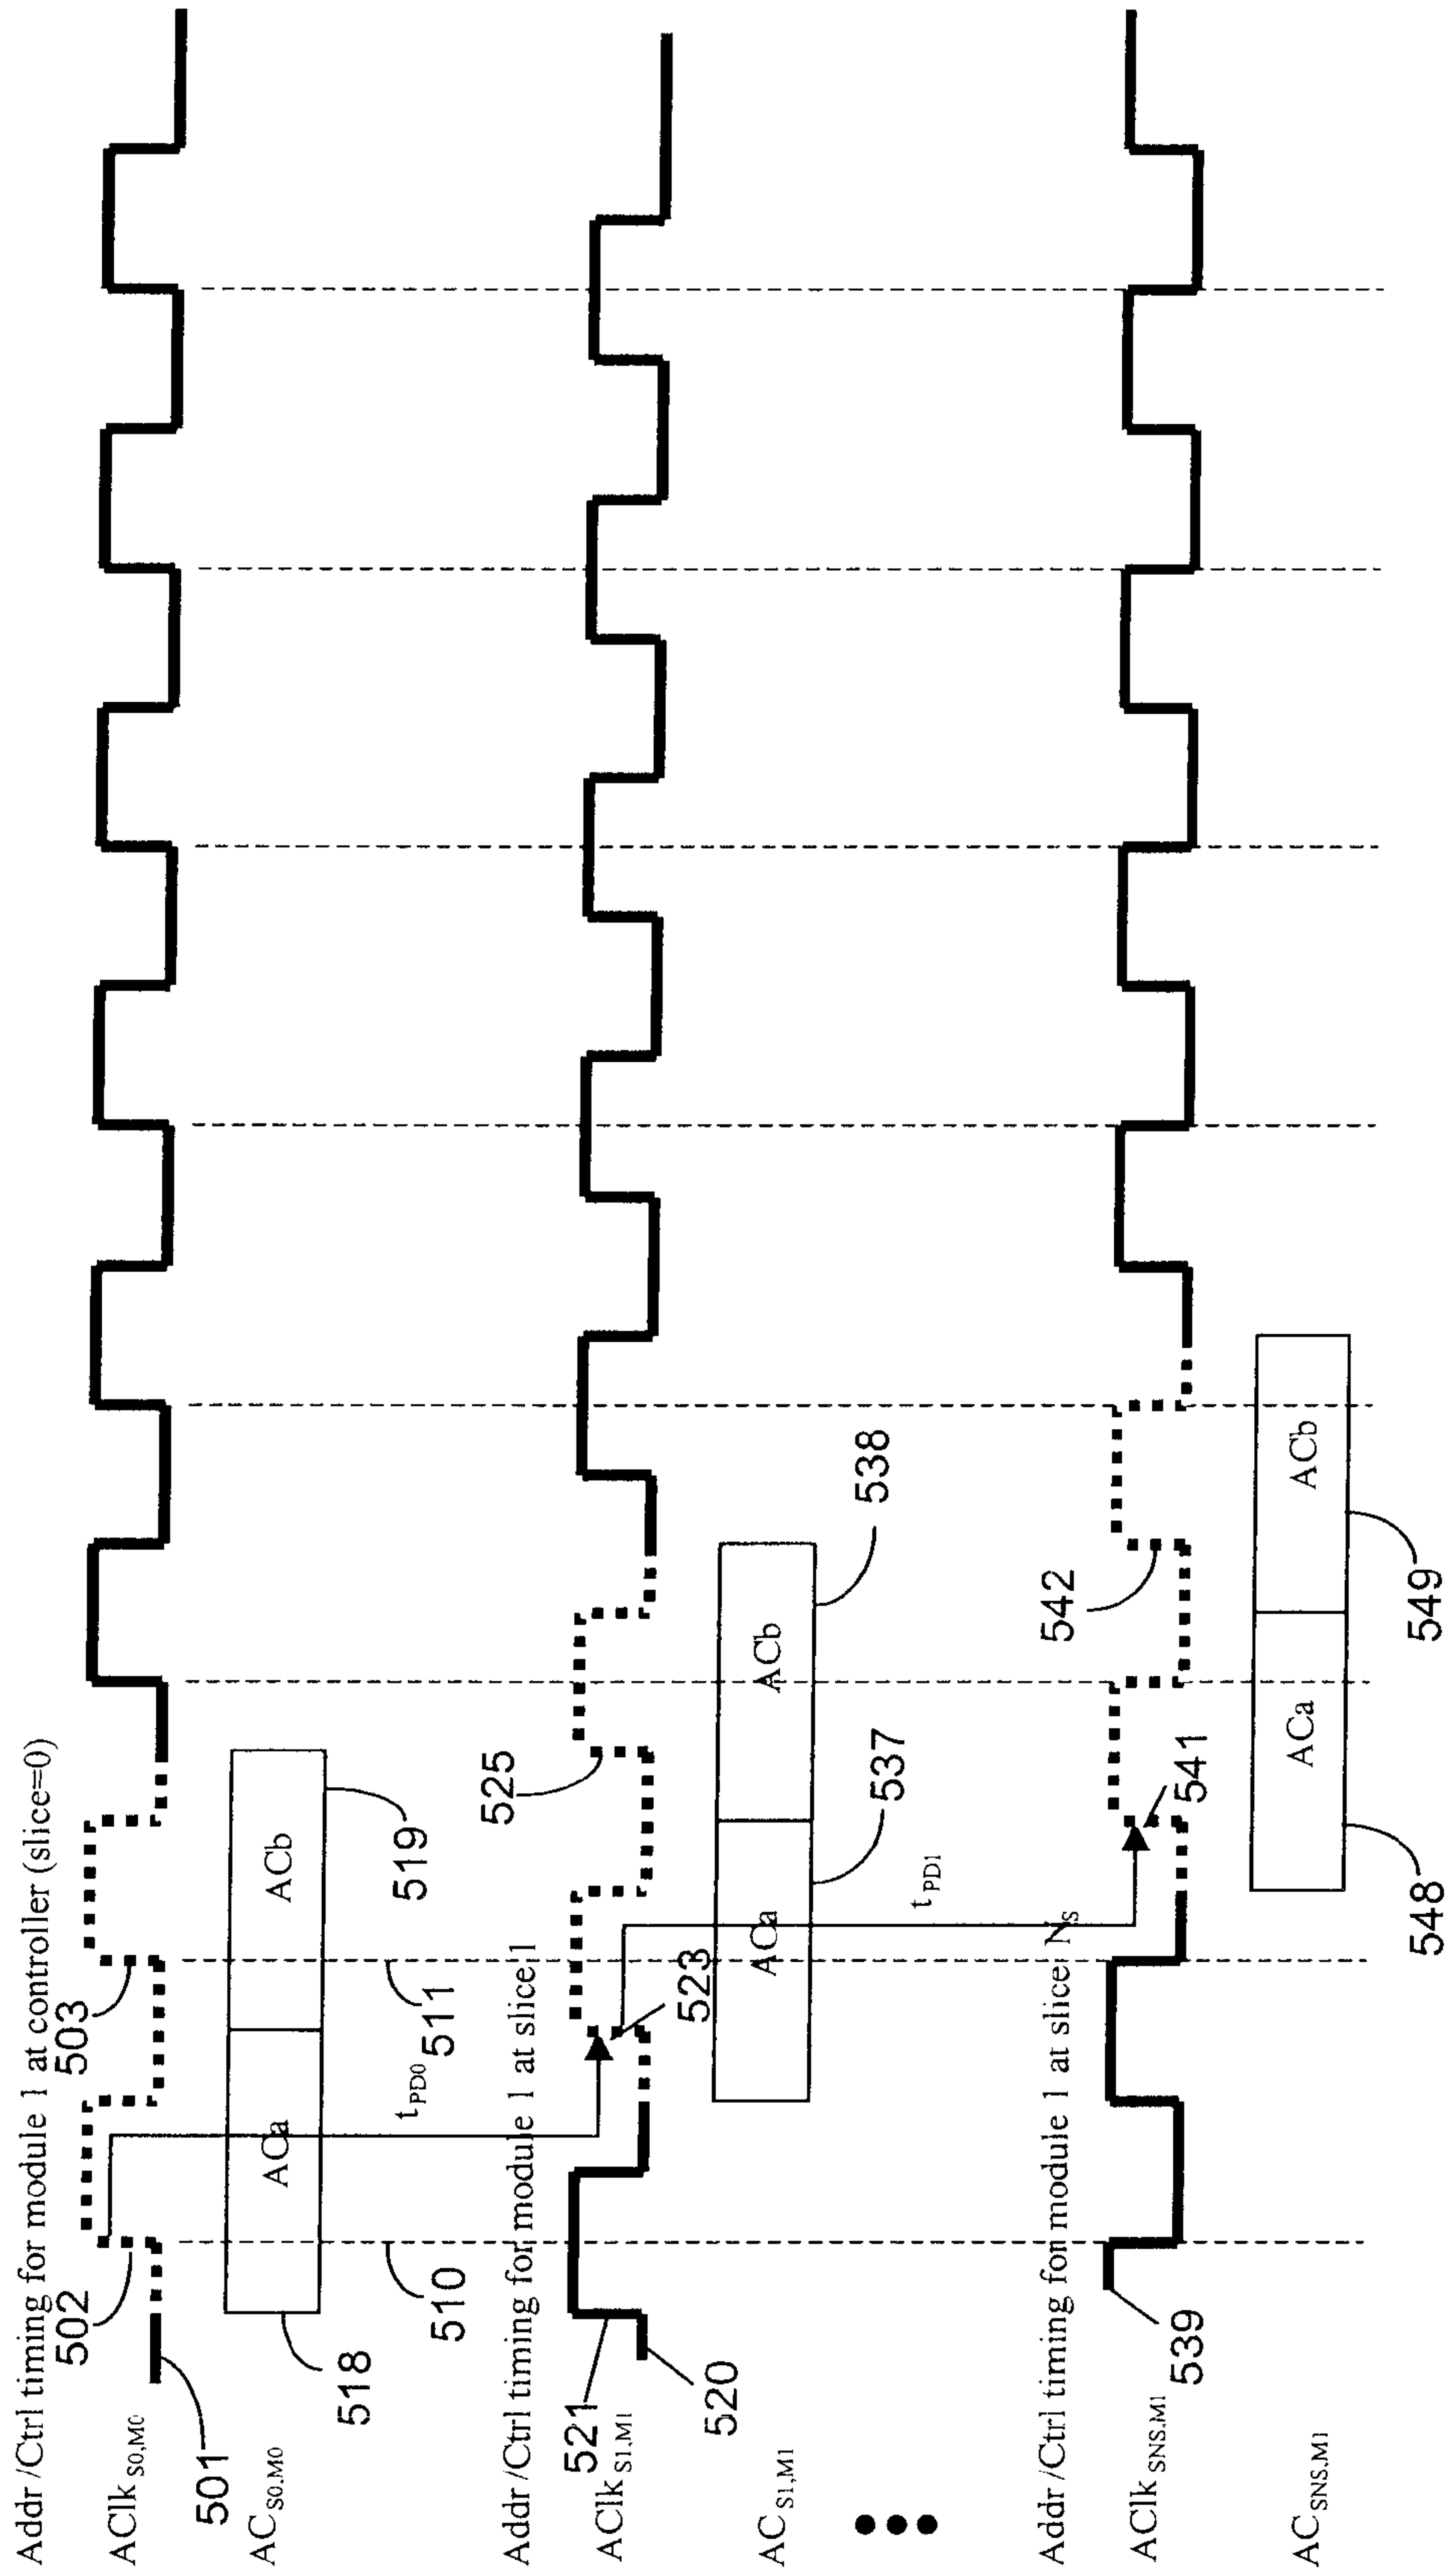 Addr /Ctrl timing for module 1 at controller (slice=0)
AClk S0,M0
501
502
503
AC S0,M0
518
ACa
ACb
519
510
511
tPD0
Addr /Ctrl timing for module 1 at slice1
AClk S1,M1
521
520
523
525
AC S1,M1
ACa
ACb
537
538
tPD1
Addr /Ctrl timing for module 1 at slice Ns
AClk SNS,M1
539
541
542
AC SNS,M1
ACa
ACb
548
549